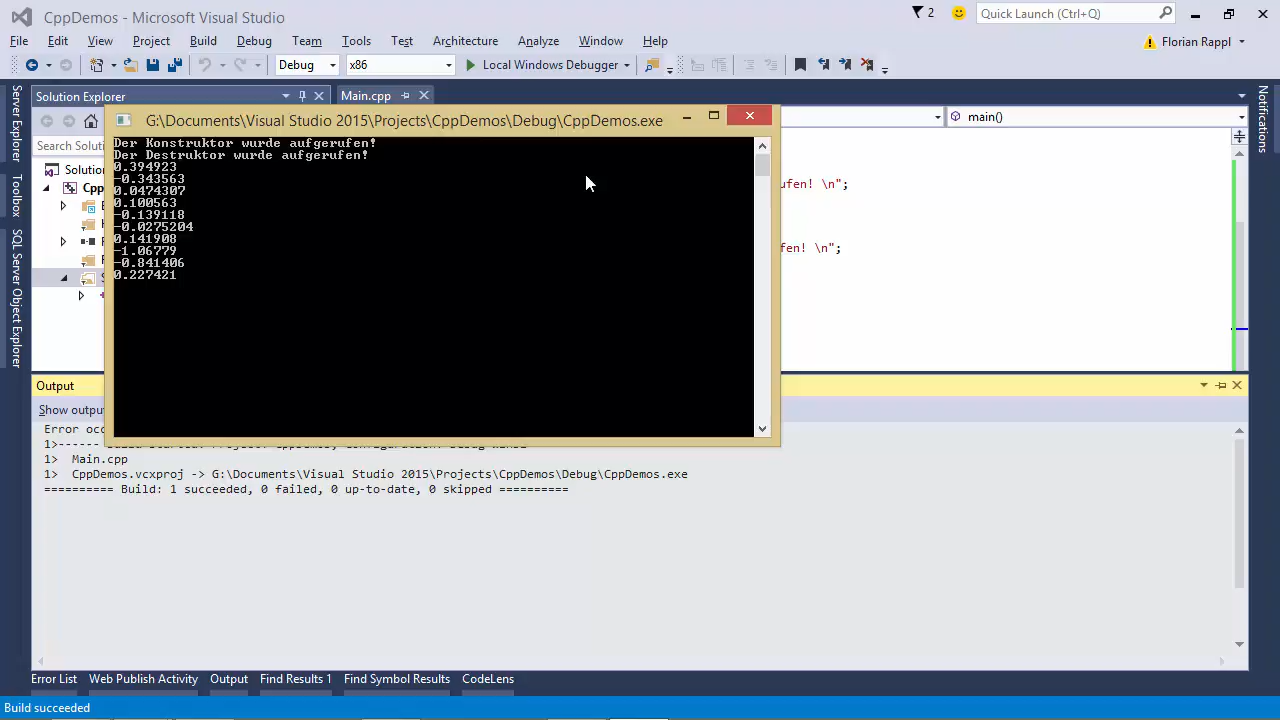 CppDemos - Microsoft Visual Studio
2
Quick Launch (Ctrl+Q)
File Edit View Project Build Debug Team Tools Test Architecture Analyze Window Help
Florian Rappl
Debug x86 Local Windows Debugger
Server Explorer
Toolbox
SQL Server Object Explorer
Solution Explorer
Main.cpp
main()
Notifications
Search Solu
Solution
Cpp
G:\Documents\Visual Studio 2015\Projects\CppDemos\Debug\CppDemos.exe
Der Konstruktor wurde aufgerufen!
Der Destruktor wurde aufgerufen!
0.394923
-0.343563
0.0474307
0.100563
-0.139118
-0.0275204
0.141908
-1.06779
-0.841406
0.227421
ufen! \n";
fen! \n";
Output
Show outpu
Error occ
1>
1> Main.cpp
1> CppDemos.vcxproj -> G:\Documents\Visual Studio 2015\Projects\CppDemos\Debug\CppDemos.exe
========== Build: 1 succeeded, 0 failed, 0 up-to-date, 0 skipped ==========
Error List Web Publish Activity Output Find Results 1 Find Symbol Results CodeLens
Build succeeded